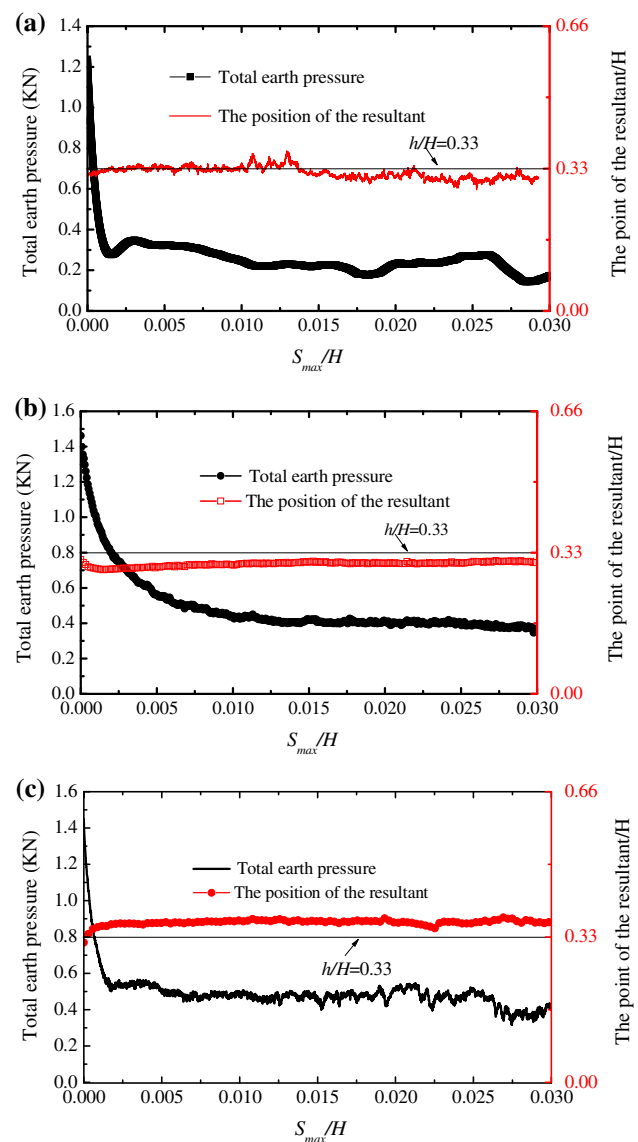 (a)
Total earth pressure (KN)
1.4
1.2
1.0
0.8
0.6
0.4
0.2
0.0
Total earth pressure
The position of the resultant
h/H=0.33
0.66
0.33
0.00
The point of the resultant/H
0.000 0.005 0.010 0.015 0.020 0.025 0.030
Smax/H
(b)
Total earth pressure (KN)
1.6
1.4
1.2
1.0
0.8
0.6
0.4
0.2
0.0
Total earth pressure
The position of the resultant
h/H=0.33
0.66
0.33
0.00
The point of the resultant/H
0.000 0.005 0.010 0.015 0.020 0.025 0.030
Smax/H
(c)
Total earth pressure (KN)
1.6
1.4
1.2
1.0
0.8
0.6
0.4
0.2
0.0
Total earth pressure
The position of the resultant
h/H=0.33
0.66
0.33
0.00
The point of the resultant/H
0.000 0.005 0.010 0.015 0.020 0.025 0.030
Smax/H